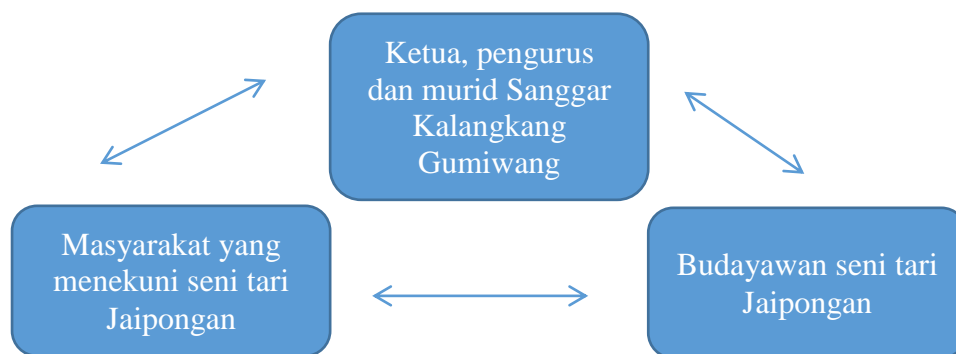 Ketua, pengurus
dan murid Sanggar
Kalangkang
Gumiwang
Masyarakat yang
menekuni seni tari
Jaipongan
Budayawan seni tari
Jaipongan